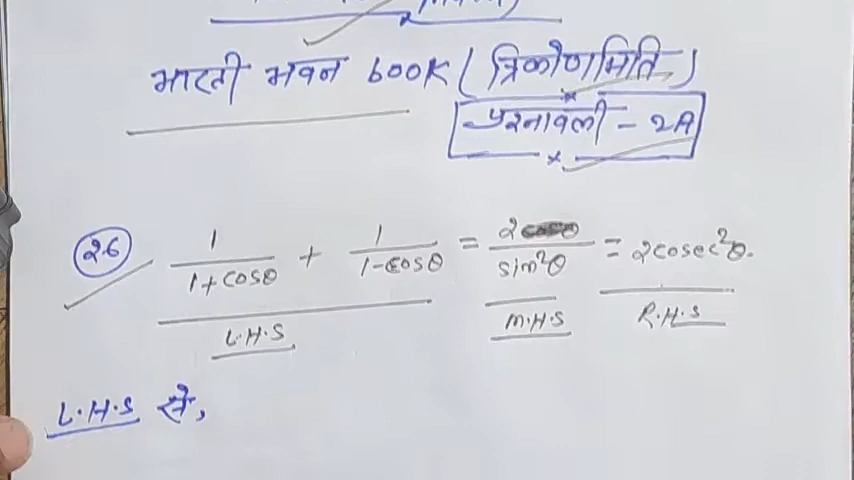 भारती भवन BOOK (त्रिकोणमिति)
प्रश्नावली - 2A
26 1/(1+cosθ) + 1/(1-cosθ) = 2/sin²θ = 2cosec²θ.
L.H.S M.H.S R.H.S
L.H.S से,